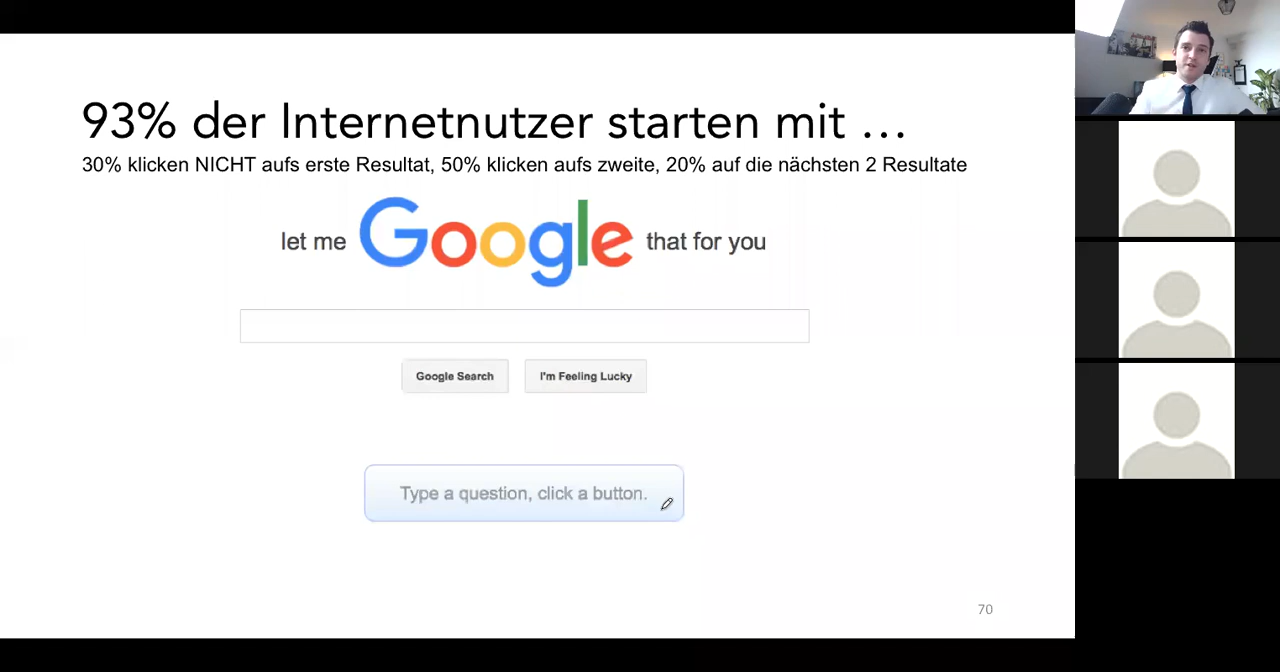 93% der Internetnutzer starten mit …
30% klicken NICHT aufs erste Resultat, 50% klicken aufs zweite, 20% auf die nächsten 2 Resultate
let me Google that for you
Google Search
I'm Feeling Lucky
Type a question, click a button.
70